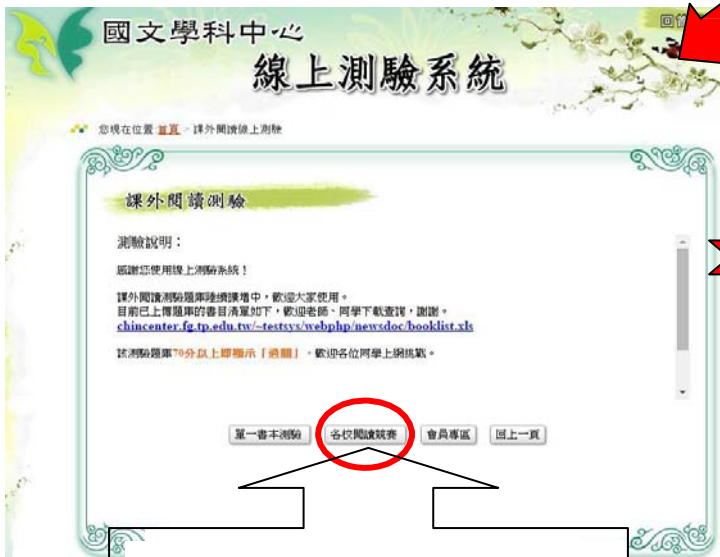 國文學科中心
線上測驗系統
回首
您現在位置:首頁 > 課外閱讀線上測驗
課外閱讀測驗
測驗說明：
感謝您使用線上測驗系統！
課外閱讀測驗題庫陸續擴增中，歡迎大家使用。
目前已上傳題庫的書目清單如下，歡迎老師、同學下載查詢，謝謝。
chincenter.fg.tp.edu.tw/~testsys/webphp/newsdoc/booklist.xls
該測驗題庫70分以上即顯示「過關」，歡迎各位同學上網挑戰。
單一書本測驗 各校閱讀競賽 會員專區 回上一頁